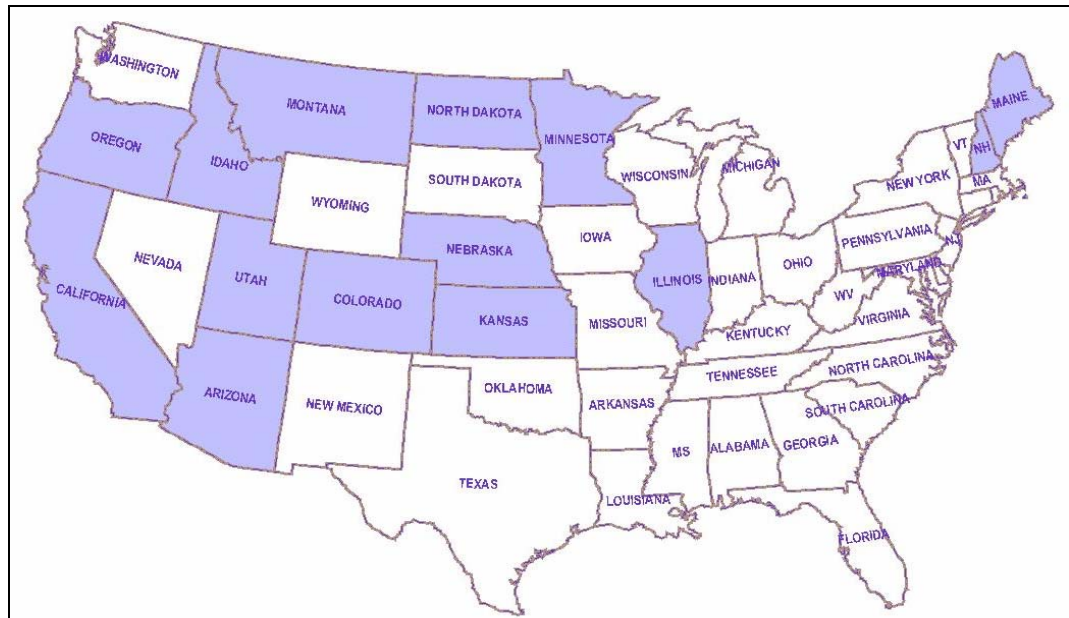 WASHINGTON
MONTANA
NORTH DAKOTA
MINNESOTA
MAINE
OREGON
IDAHO
VT
NH
WISCONSIN
MICHIGAN
NEW YORK
MA
SOUTH DAKOTA
WYOMING
IOWA
PENNSYLVANIA
NJ
NEBRASKA
NEVADA
UTAH
ILLINOIS
INDIANA
OHIO
MARYLAND
CALIFORNIA
COLORADO
KANSAS
MISSOURI
WV
VIRGINIA
KENTUCKY
NORTH CAROLINA
TENNESSEE
ARIZONA
NEW MEXICO
OKLAHOMA
ARKANSAS
SOUTH CAROLINA
MS
ALABAMA
GEORGIA
TEXAS
LOUISIANA
FLORIDA